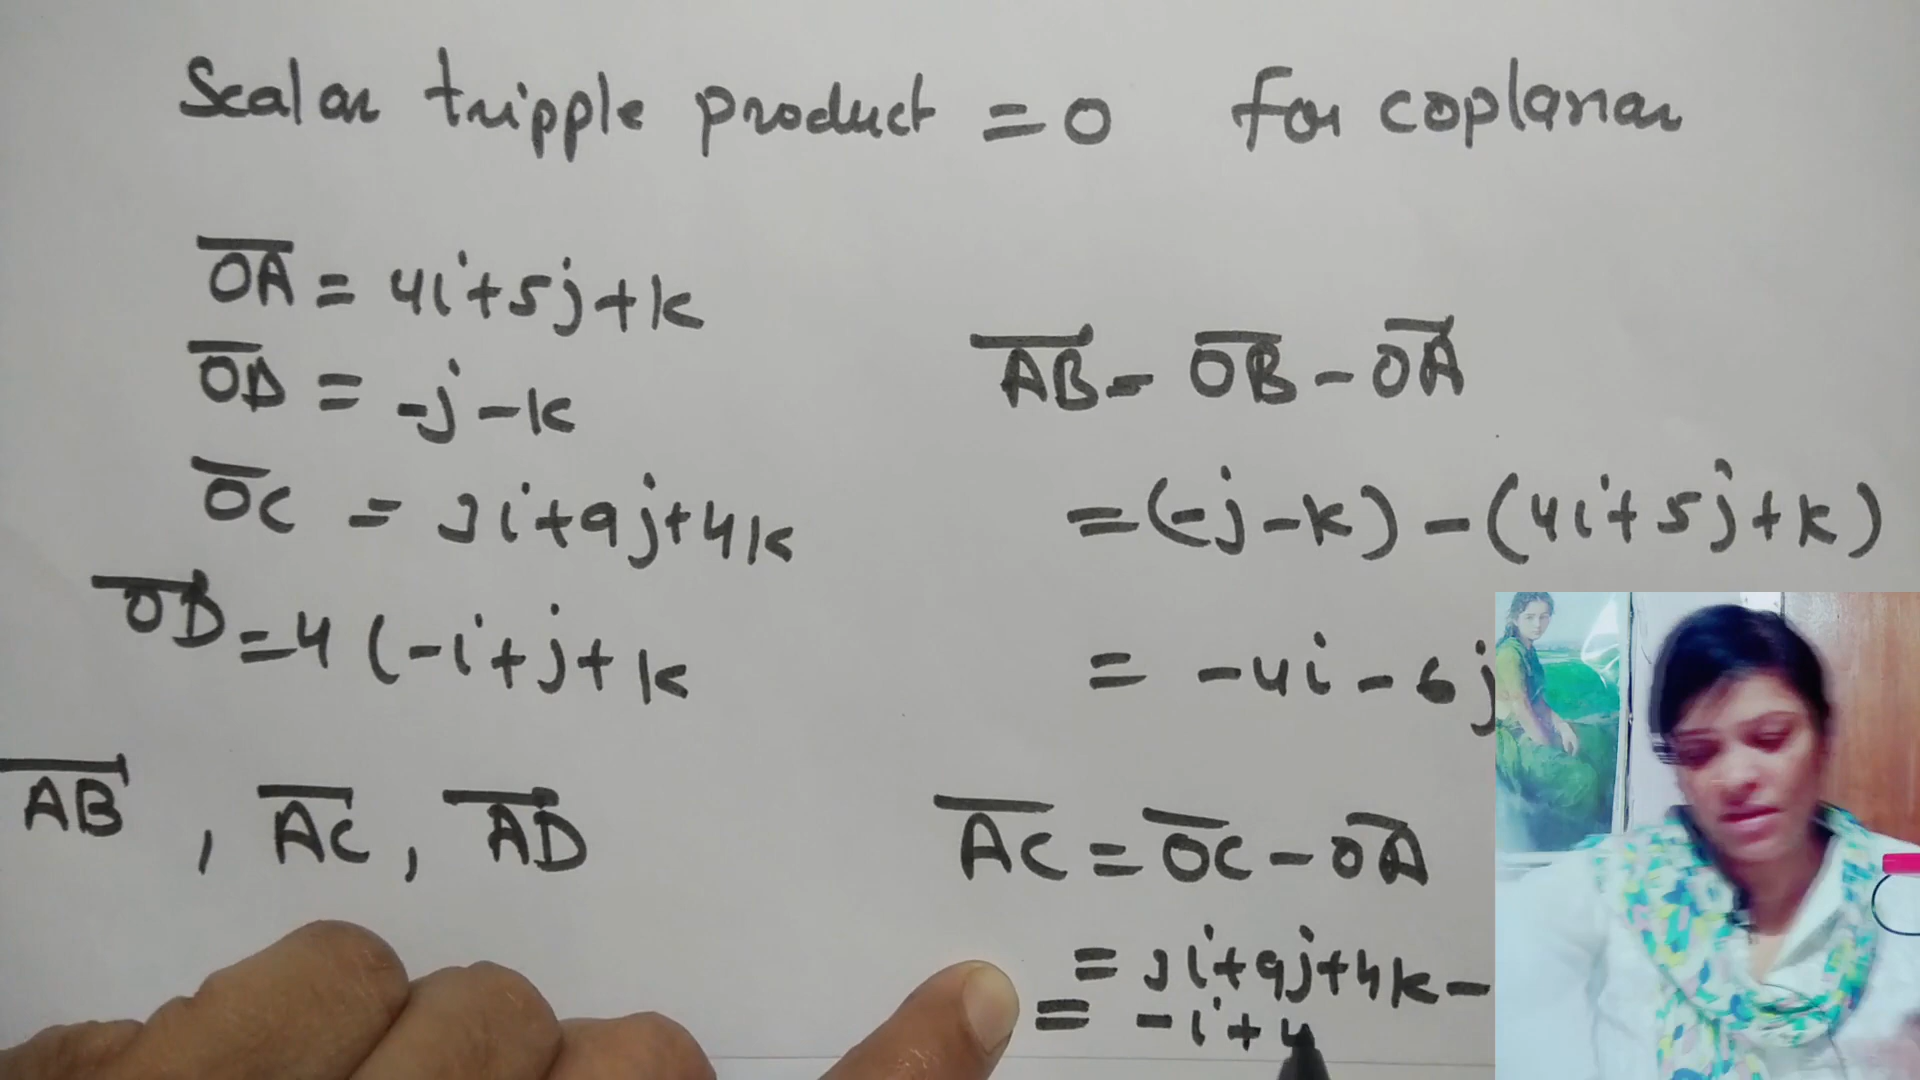 Scalar tripple product = 0 for coplanar
OA = 4i+5j+k
OB = -j-k
OC = 3i+9j+4k
OD = 4(-i+j+k
AB , AC, AD
AB = OB - OA
= (-j-k) - (4i+5j+k)
= -4i-6j
AC = OC - OA
= 3i+9j+4k-
= -i+4